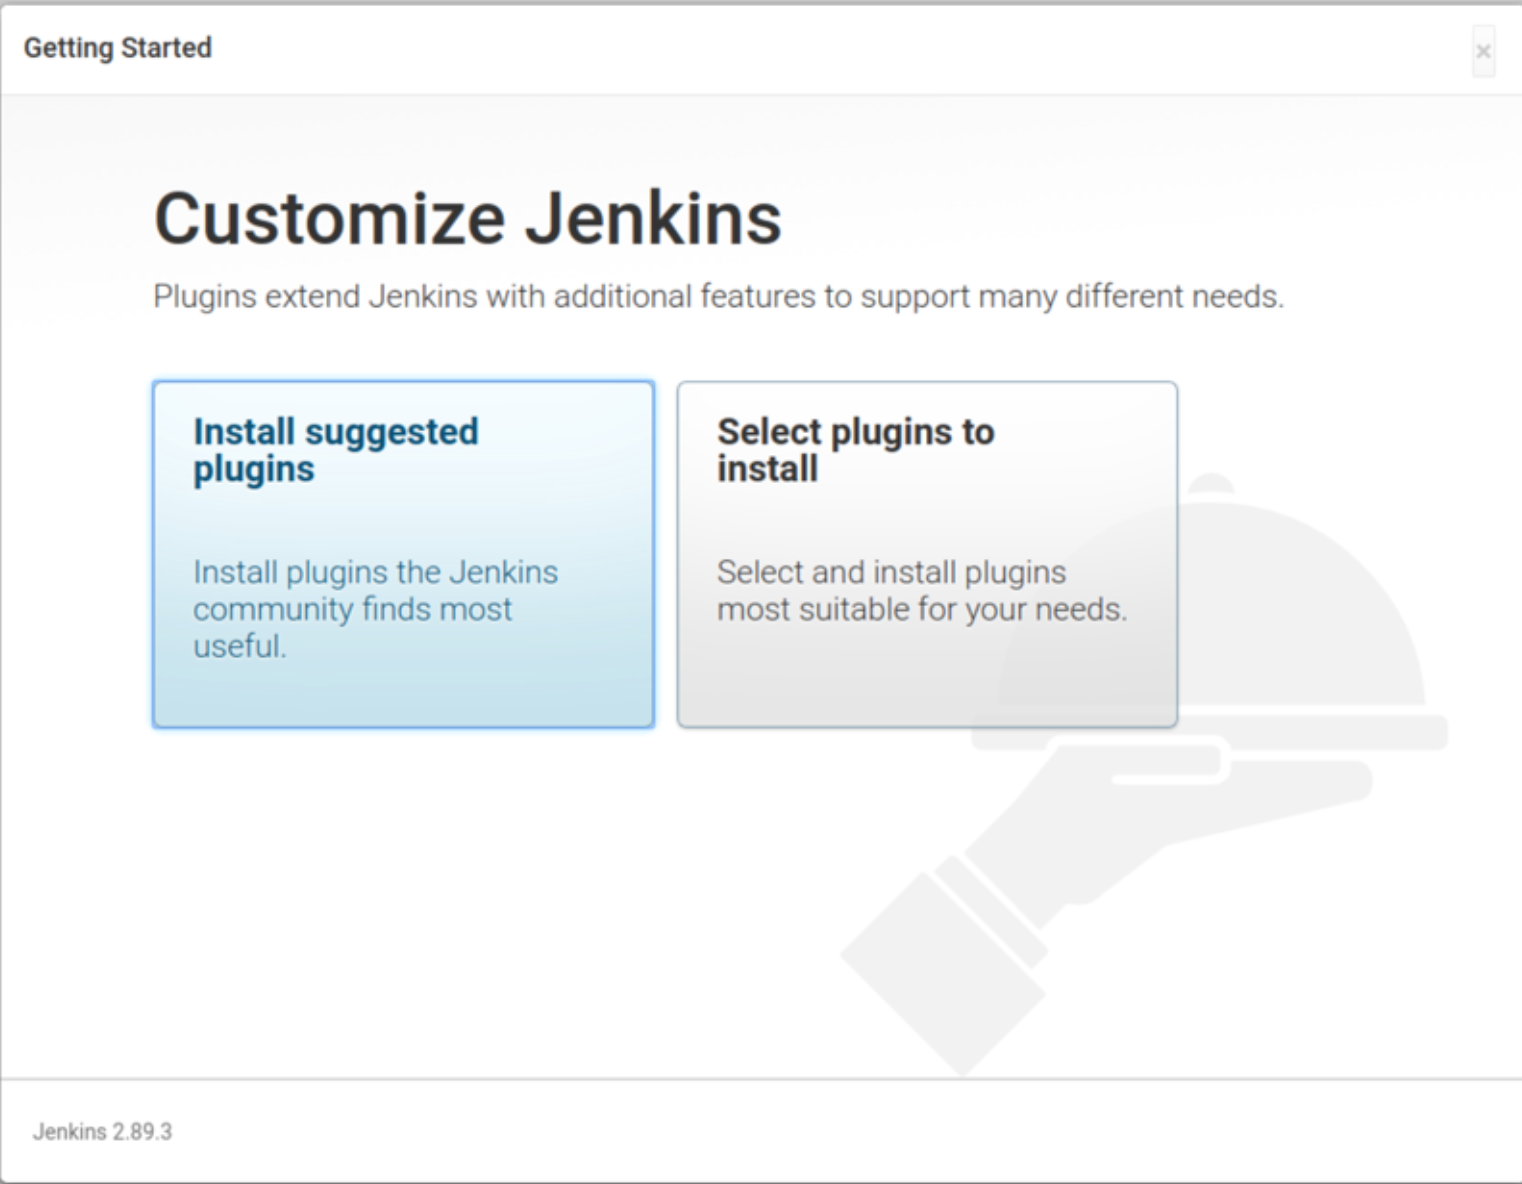 Getting Started
×
Customize Jenkins
Plugins extend Jenkins with additional features to support many different needs.
Install suggested
plugins
Install plugins the Jenkins
community finds most
useful.
Select plugins to
install
Select and install plugins
most suitable for your needs.
Jenkins 2.89.3